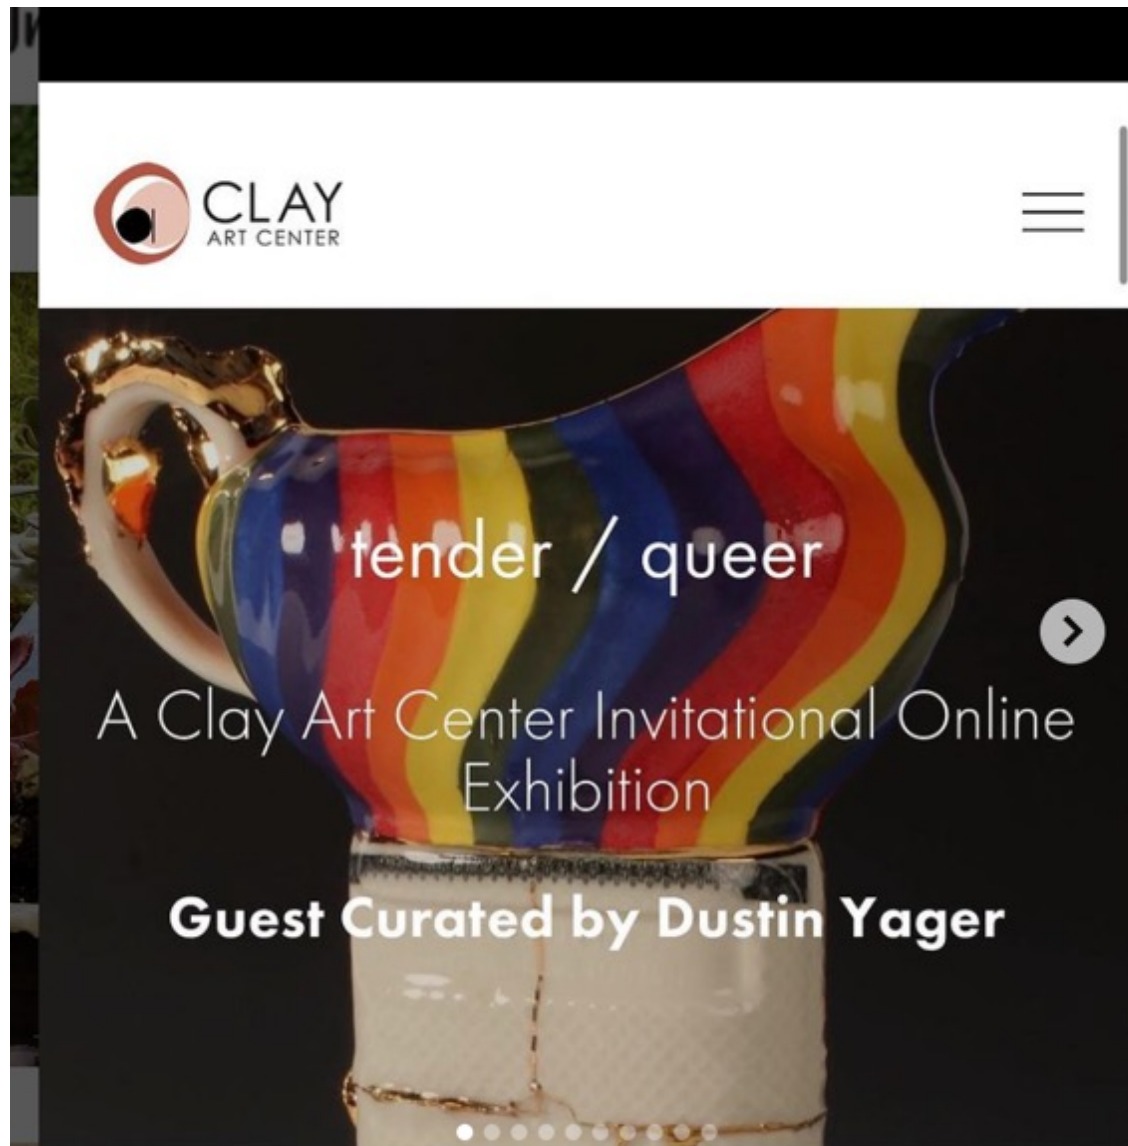 CLAY
ART CENTER
tender / queer
A Clay Art Center Invitational Online
Exhibition
Guest Curated by Dustin Yager